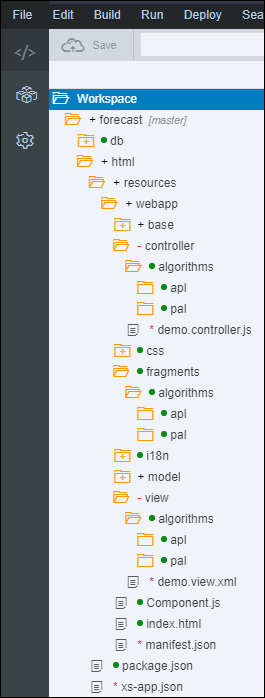 File Edit Build Run Deploy Sea
</> Save
Workspace
+ forecast [master]
db
+ html
+ resources
+ webapp
+ base
- controller
algorithms
apl
pal
* demo.controller.js
css
fragments
algorithms
apl
pal
i18n
+ model
- view
algorithms
apl
pal
* demo.view.xml
Component.js
index.html
* manifest.json
package.json
* xs-app.json